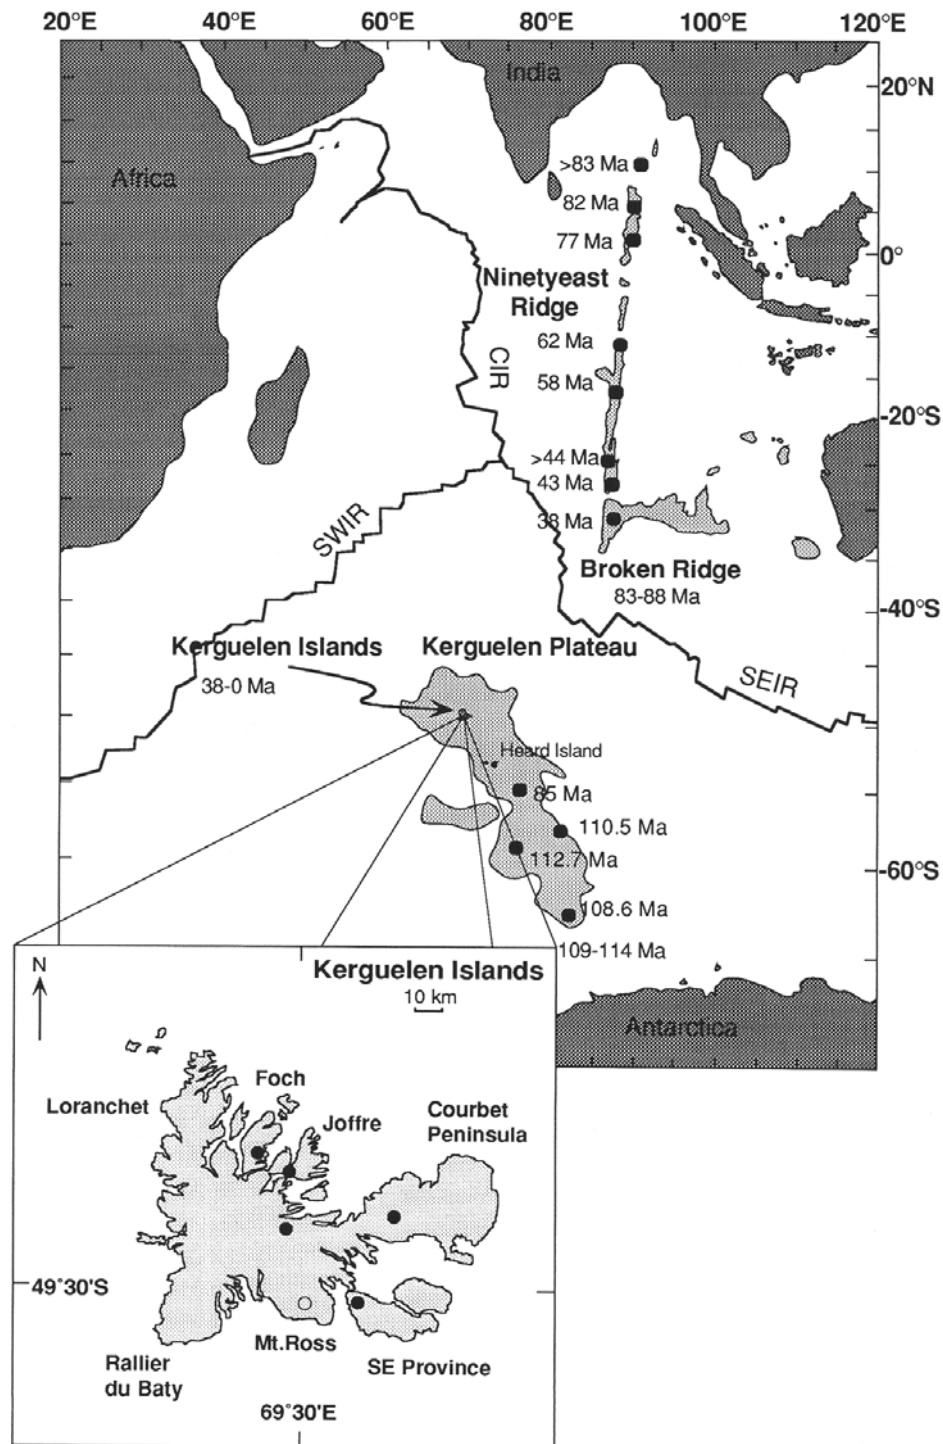 20°E 40°E 60°E 80°E 100°E 120°E
India
20°N
Africa
>83 Ma
82 Ma
77 Ma
0°
Ninetyeast
Ridge
62 Ma
CIR
58 Ma
-20°S
>44 Ma
43 Ma
SWIR
38 Ma
Broken Ridge
83-88 Ma
-40°S
Kerguelen Islands
Kerguelen Plateau
38-0 Ma
SEIR
Heard Island
85 Ma
110.5 Ma
112.7 Ma
-60°S
108.6 Ma
109-114 Ma
Antarctica
N
Kerguelen Islands
10 km
Foch
Loranchet
Joffre
Courbet
Peninsula
49°30'S
Mt.Ross
Rallier
du Baty
SE Province
69°30'E